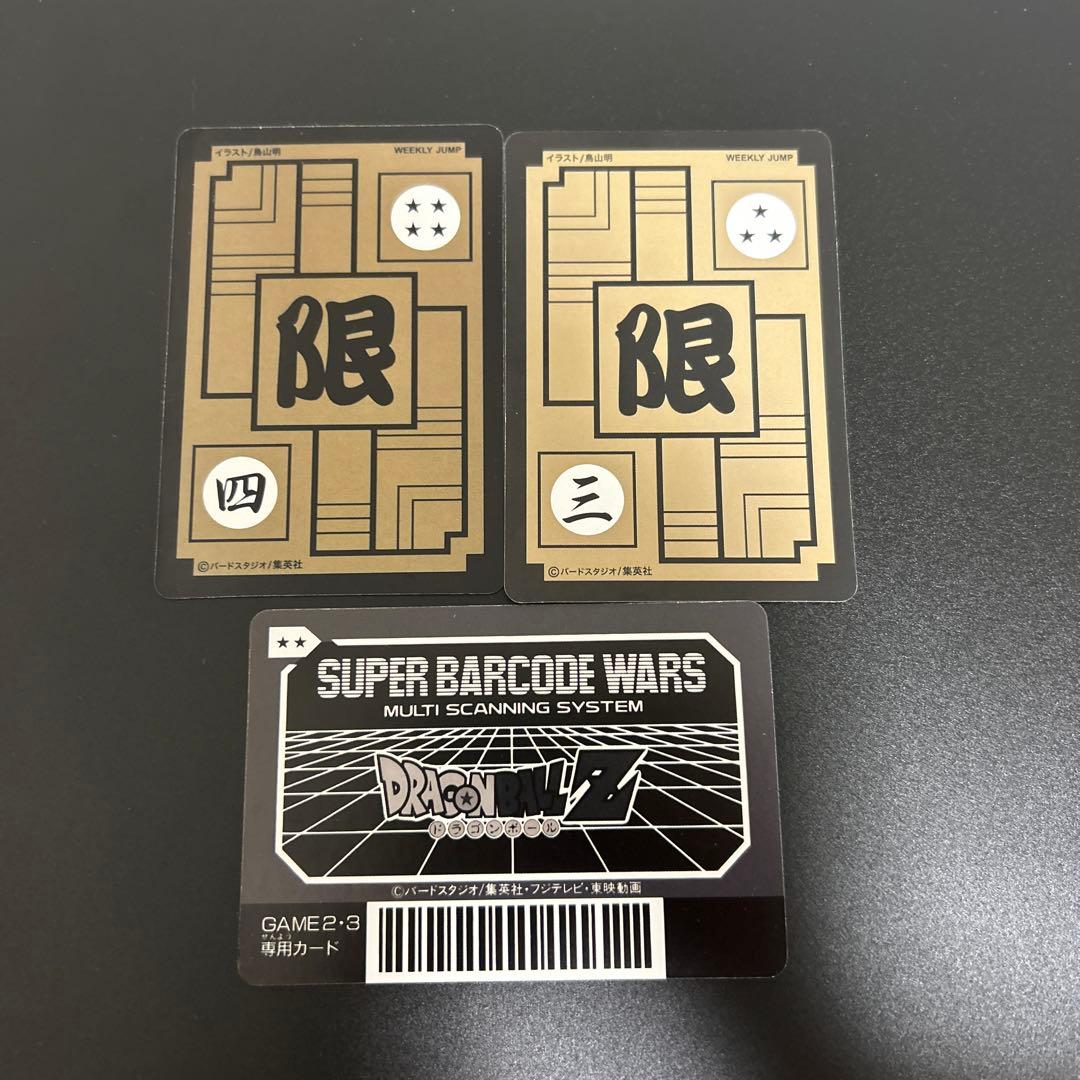 イラスト/鳥山明 WEEKLY JUMP
限
四
©バードスタジオ/集英社
イラスト/鳥山明 WEEKLY JUMP
限
三
©バードスタジオ/集英社
SUPER BARCODE WARS
MULTI SCANNING SYSTEM
DRAGONBALL Z
ドラゴンボール
©バードスタジオ/集英社・フジテレビ・東映動画
GAME2・3
せんよう
専用カード